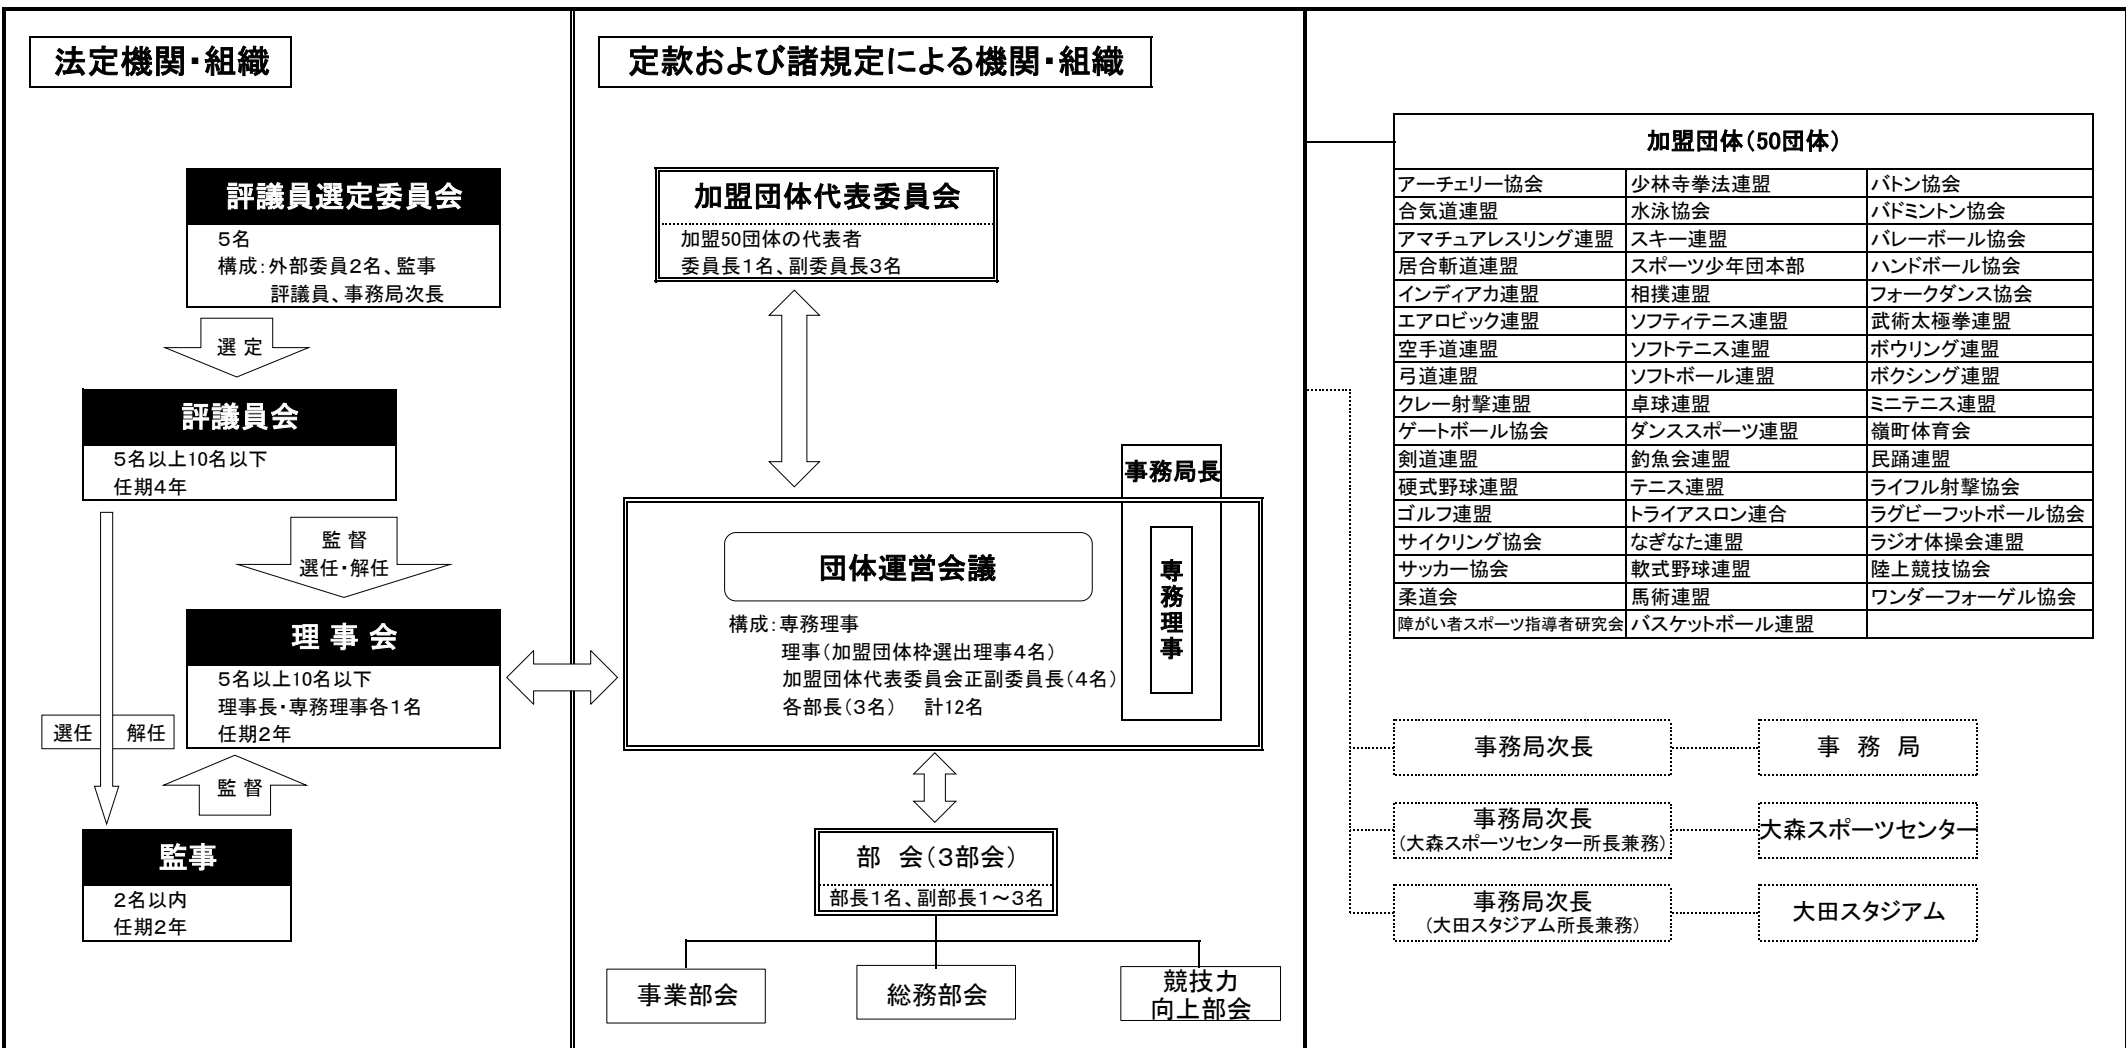 法定機関・組織
評議員選定委員会
5名
構成：外部委員2名、監事
評議員、事務局次長
選 定
評議員会
5名以上10名以下
任期4年
監 督
選任・解任
理 事 会
5名以上10名以下
理事長・専務理事各1名
任期2年
選任
解任
監 督
監事
2名以内
任期2年
定款および諸規定による機関・組織
加盟団体代表委員会
加盟50団体の代表者
委員長1名、副委員長3名
事務局長
専務理事
団体運営会議
構成：専務理事
理事（加盟団体枠選出理事4名）
加盟団体代表委員会正副委員長（4名）
各部長（3名） 計12名
部 会（3部会）
部長1名、副部長1～3名
事業部会
総務部会
競技力
向上部会
加盟団体（50団体）
アーチェリー協会 少林寺拳法連盟 バトン協会
合気道連盟 水泳協会 バドミントン協会
アマチュアレスリング連盟 スキー連盟 バレーボール協会
居合斬道連盟 スポーツ少年団本部 ハンドボール協会
インディアカ連盟 相撲連盟 フォークダンス協会
エアロビック連盟 ソフティテニス連盟 武術太極拳連盟
空手道連盟 ソフトテニス連盟 ボウリング連盟
弓道連盟 ソフトボール連盟 ボクシング連盟
クレー射撃連盟 卓球連盟 ミニテニス連盟
ゲートボール協会 ダンススポーツ連盟 嶺町体育会
剣道連盟 釣魚会連盟 民踊連盟
硬式野球連盟 テニス連盟 ライフル射撃協会
ゴルフ連盟 トライアスロン連合 ラグビーフットボール協会
サイクリング協会 なぎなた連盟 ラジオ体操会連盟
サッカー協会 軟式野球連盟 陸上競技協会
柔道会 馬術連盟 ワンダーフォーゲル協会
障がい者スポーツ指導者研究会 バスケットボール連盟
事務局次長 事 務 局
事務局次長
（大森スポーツセンター所長兼務）
大森スポーツセンター
事務局次長
（大田スタジアム所長兼務）
大田スタジアム